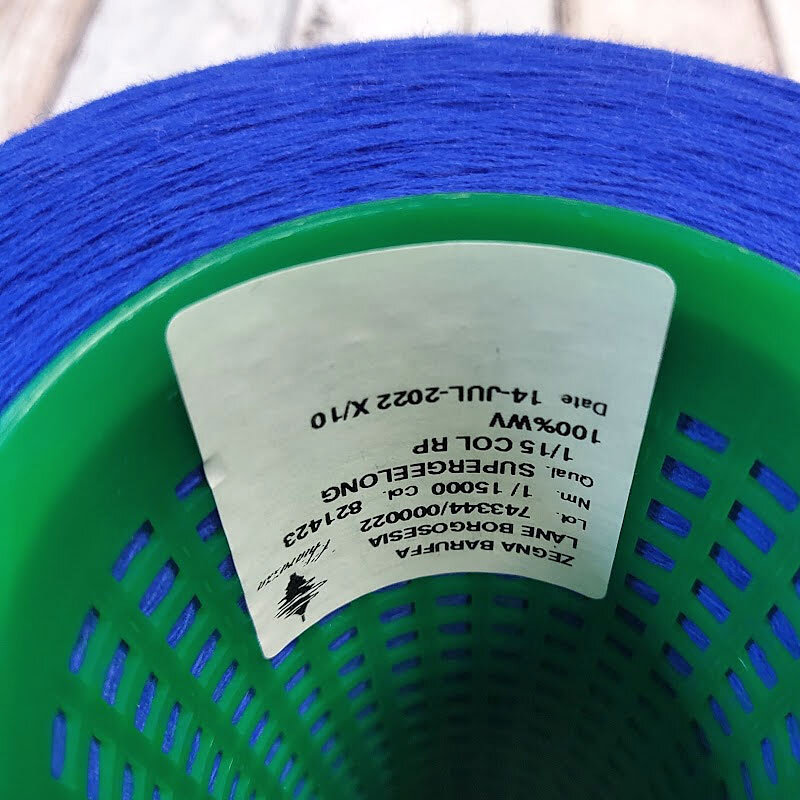 ZEGNA BARUFFA
LANE BORGOSESIA
Lot. 743344/000022 821423
Nm. 1/15000 Col.
Qual. SUPERGEELONG
1/15 COL RP
100%WV
Date 14-JUL-2022 X/10